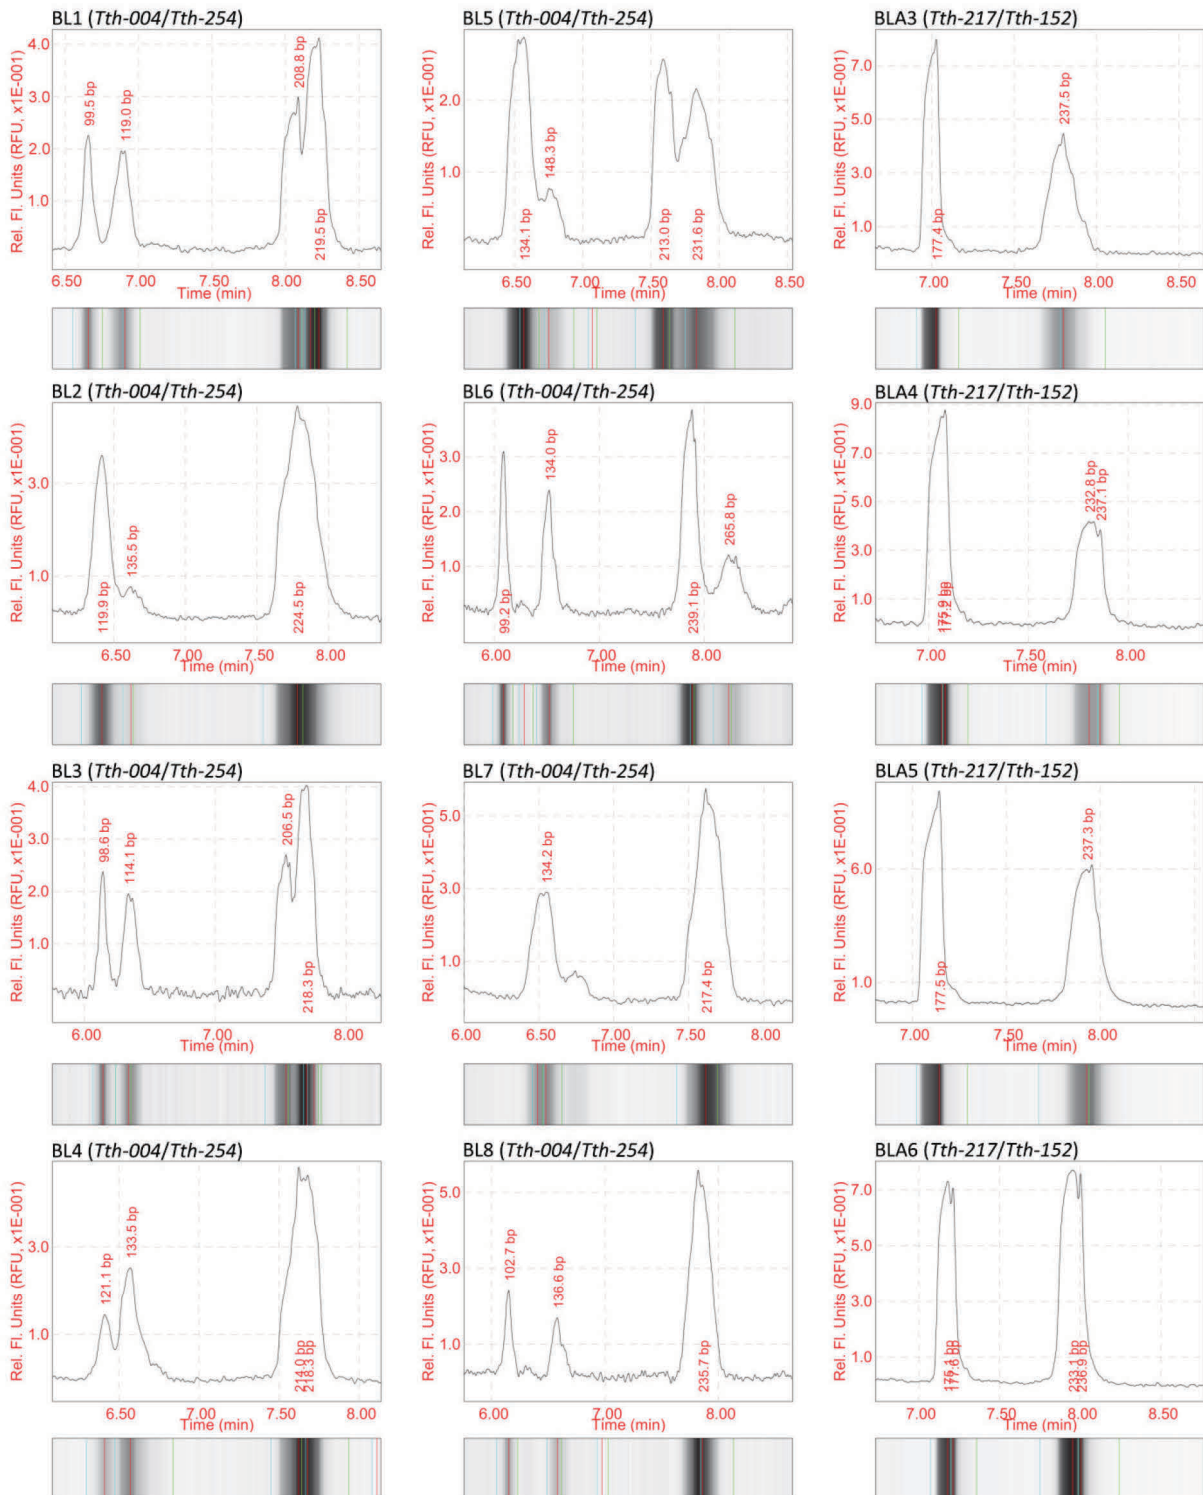 BL1 (Tth-004/Tth-254)
Rel. Fl. Units (RFU, x1E-001)
4.0
3.0
2.0
1.0
99.5 bp
119.0 bp
208.8 bp
219.5 bp
6.50 7.00 7.50 8.00 8.50
Time (min)
BL5 (Tth-004/Tth-254)
Rel. Fl. Units (RFU, x1E-001)
2.0
1.0
134.1 bp
148.3 bp
213.0 bp
231.6 bp
6.50 7.00 7.50 8.00 8.50
Time (min)
BLA3 (Tth-217/Tth-152)
Rel. Fl. Units (RFU, x1E-001)
7.0
5.0
3.0
1.0
177.4 bp
237.5 bp
7.00 7.50 8.00 8.50
Time (min)
BL2 (Tth-004/Tth-254)
Rel. Fl. Units (RFU, x1E-001)
3.0
1.0
119.9 bp
135.5 bp
224.5 bp
6.50 7.00 7.50 8.00
Time (min)
BL6 (Tth-004/Tth-254)
Rel. Fl. Units (RFU, x1E-001)
3.0
2.0
1.0
99.2 bp
134.0 bp
239.1 bp
265.8 bp
6.00 7.00 8.00
Time (min)
BLA4 (Tth-217/Tth-152)
Rel. Fl. Units (RFU, x1E-001)
9.0
7.0
5.0
3.0
1.0
177.2 bp
232.8 bp
237.1 bp
7.00 8.00
Time (min)
BL3 (Tth-004/Tth-254)
Rel. Fl. Units (RFU, x1E-001)
4.0
3.0
2.0
1.0
98.6 bp
114.1 bp
206.5 bp
218.3 bp
6.00 7.00 8.00
Time (min)
BL7 (Tth-004/Tth-254)
Rel. Fl. Units (RFU, x1E-001)
5.0
3.0
1.0
134.2 bp
217.4 bp
6.00 6.50 7.00 7.50 8.00
Time (min)
BLA5 (Tth-217/Tth-152)
Rel. Fl. Units (RFU, x1E-001)
6.0
1.0
177.5 bp
237.3 bp
7.00 7.50 8.00
Time (min)
BL4 (Tth-004/Tth-254)
Rel. Fl. Units (RFU, x1E-001)
3.0
1.0
121.1 bp
133.5 bp
214.0 bp
218.3 bp
6.50 7.00 7.50 8.00
Time (min)
BL8 (Tth-004/Tth-254)
Rel. Fl. Units (RFU, x1E-001)
5.0
3.0
1.0
102.7 bp
136.6 bp
235.7 bp
6.00 7.00 8.00
Time (min)
BLA6 (Tth-217/Tth-152)
Rel. Fl. Units (RFU, x1E-001)
7.0
5.0
3.0
1.0
175.1 bp
177.6 bp
233.1 bp
236.9 bp
7.00 7.50 8.00 8.50
Time (min)